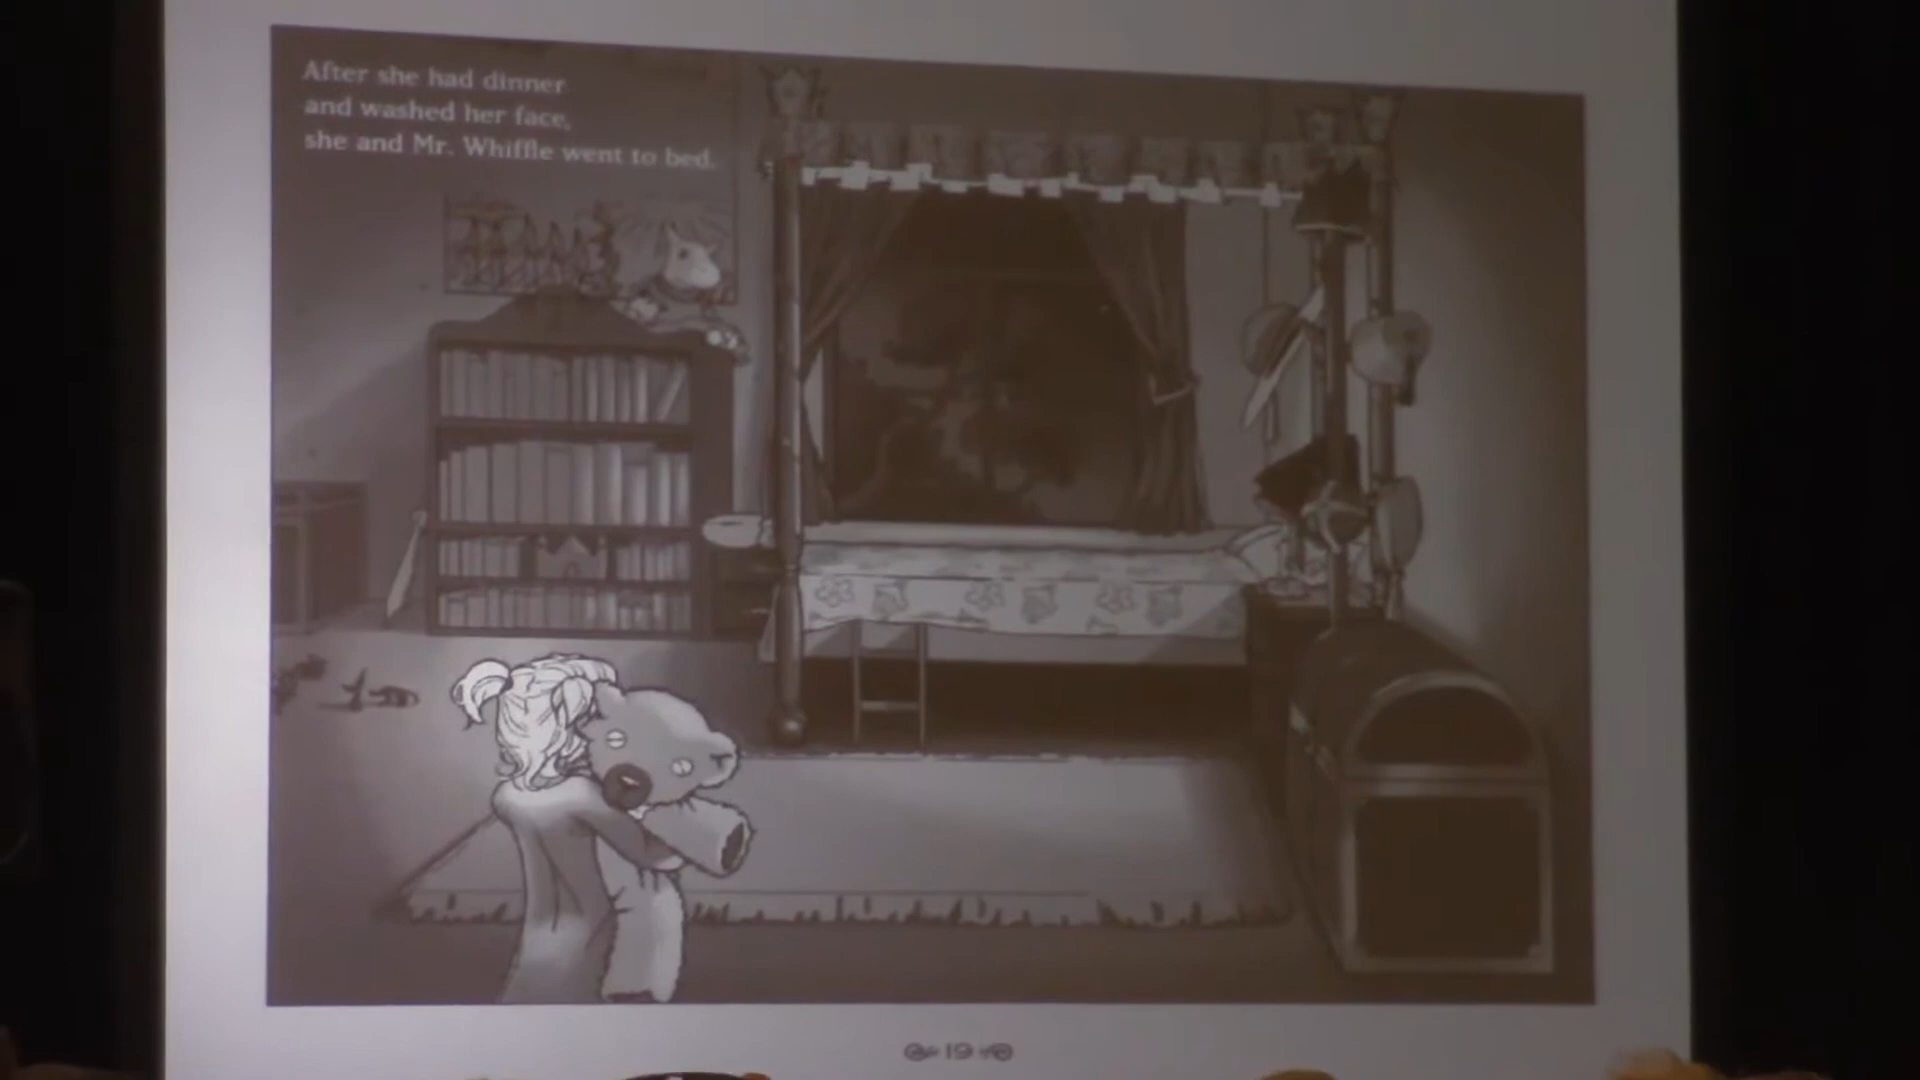 After she had dinner
and washed her face,
she and Mr. Whiffle went to bed.
19